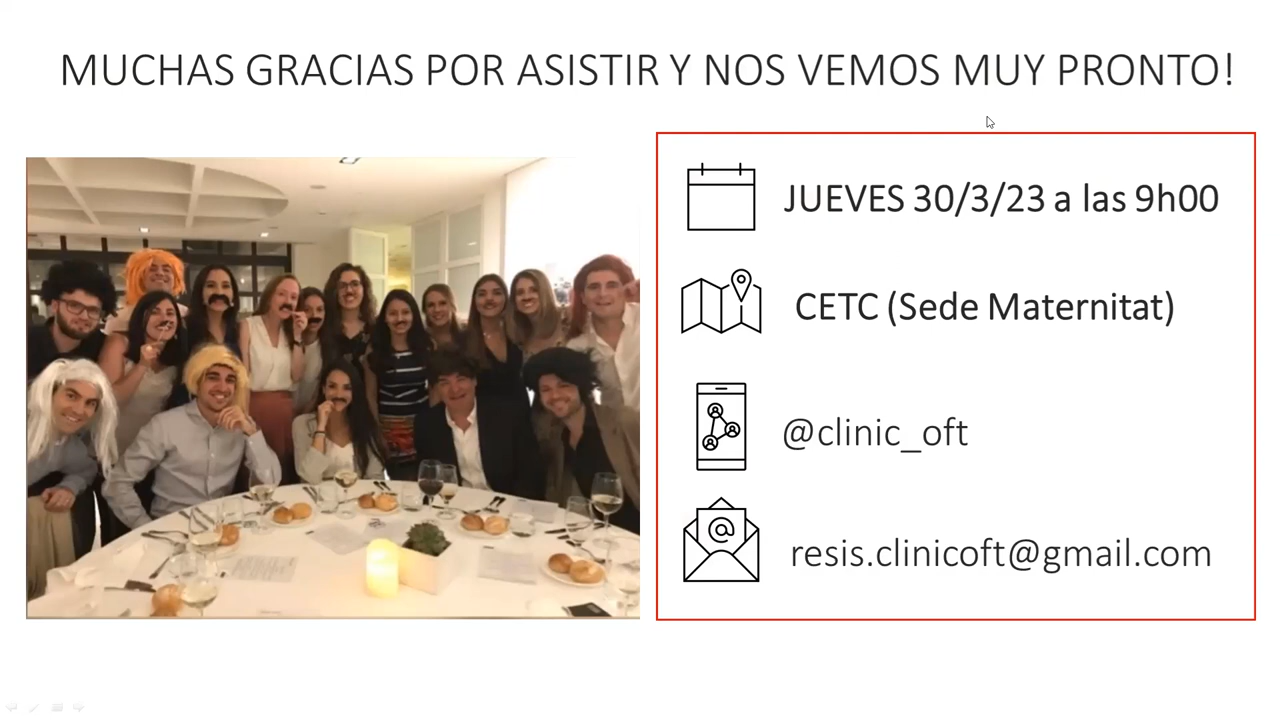 MUCHAS GRACIAS POR ASISTIR Y NOS VEMOS MUY PRONTO!
JUEVES 30/3/23 a las 9h00
CETC (Sede Maternitat)
@clinic_oft
@
resis.clinicoft@gmail.com